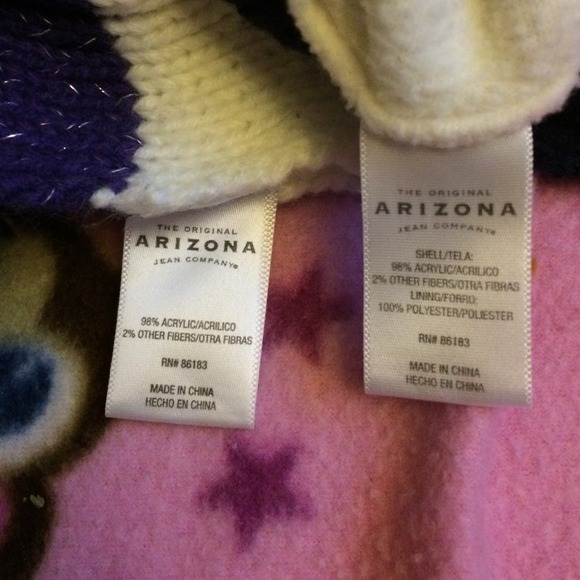 THE ORIGINAL
ARIZONA
JEAN COMPANY®
98% ACRYLIC/ACRILICO
2% OTHER FIBERS/OTRA FIBRAS
RN# 86183
MADE IN CHINA
HECHO EN CHINA
THE ORIGINAL
ARIZONA
JEAN COMPANY®
SHELL/TELA:
98% ACRYLIC/ACRILICO
2% OTHER FIBERS/OTRA FIBRAS
LINING/FORRO:
100% POLYESTER/POLIESTER
RN# 86183
MADE IN CHINA
HECHO EN CHINA